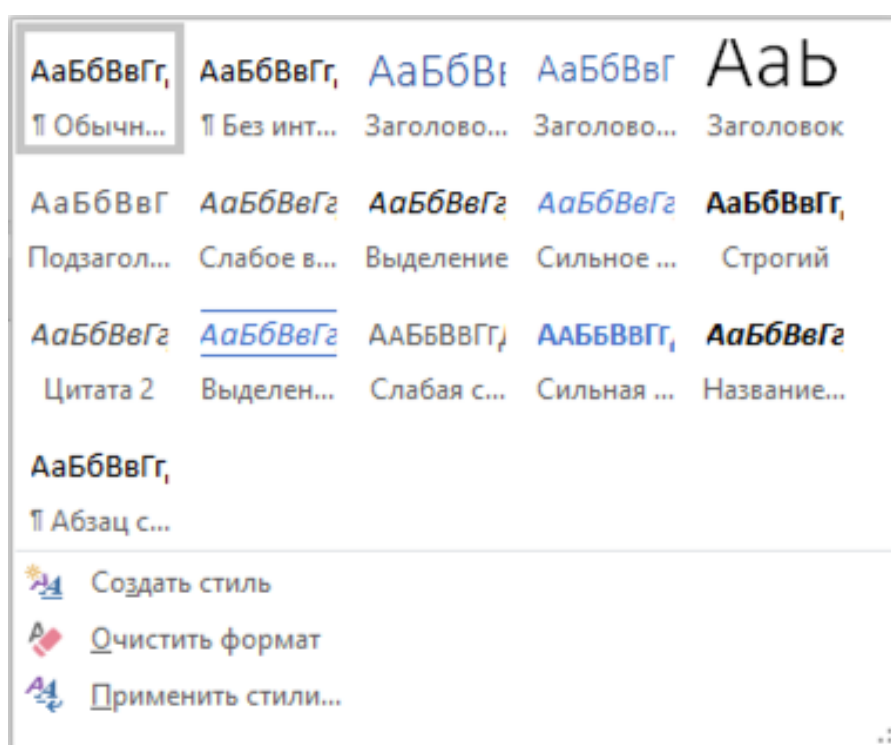 АаБбВвГг, АаБбВвГг, АаБбВв АаБбВвГ Ааb
¶ Обычн... ¶ Без инт... Заголово... Заголово... Заголовок
АаБбВвГ АаБбВвГг АаБбВвГг АаБбВвГг АаБбВвГг,
Подзагол... Слабое в... Выделение Сильное ... Строгий
АаБбВвГг АаБбВвГг АаБбВвГг, АаБбВвГг, АаБбВвГг
Цитата 2 Выделен... Слабая с... Сильная ... Название...
АаБбВвГг,
¶ Абзац с...
Создать стиль
Очистить формат
Применить стили...